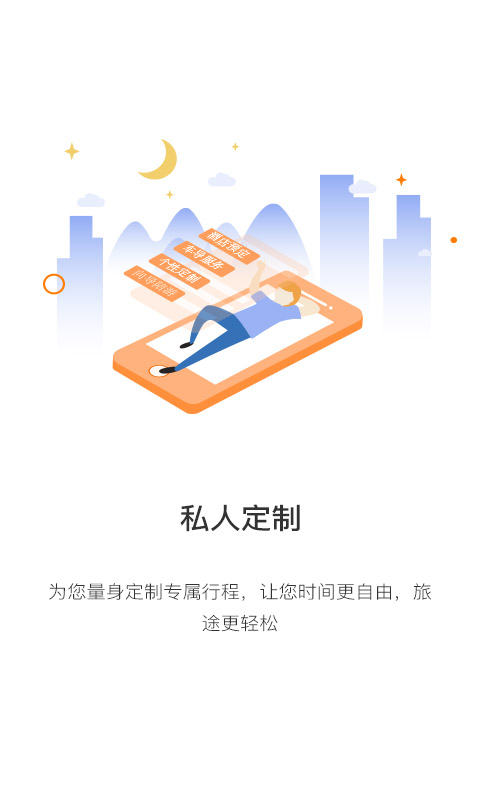 酒店预定
车导服务
个性定制
向导陪游
私人定制
为您量身定制专属行程，让您时间更自由，旅
途更轻松